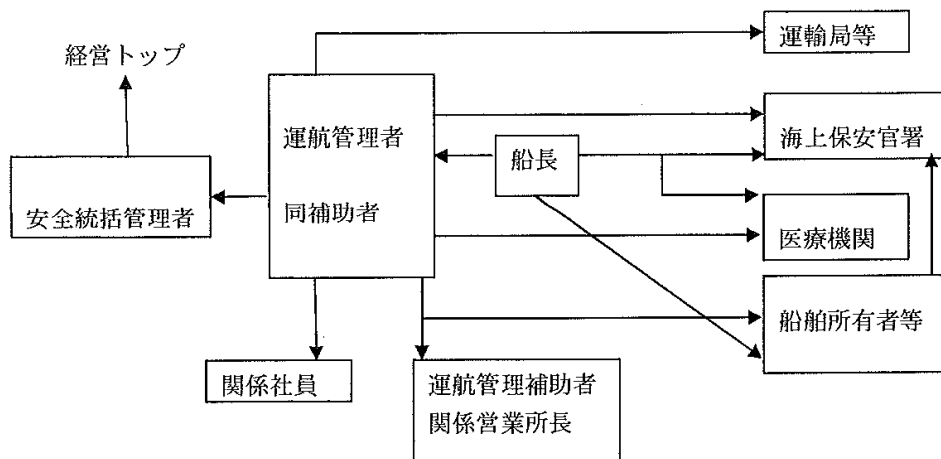 運輸局等
経営トップ
運航管理者
同補助者
船長
海上保安官署
安全統括管理者
医療機関
船舶所有者等
関係社員
運航管理補助者
関係営業所長